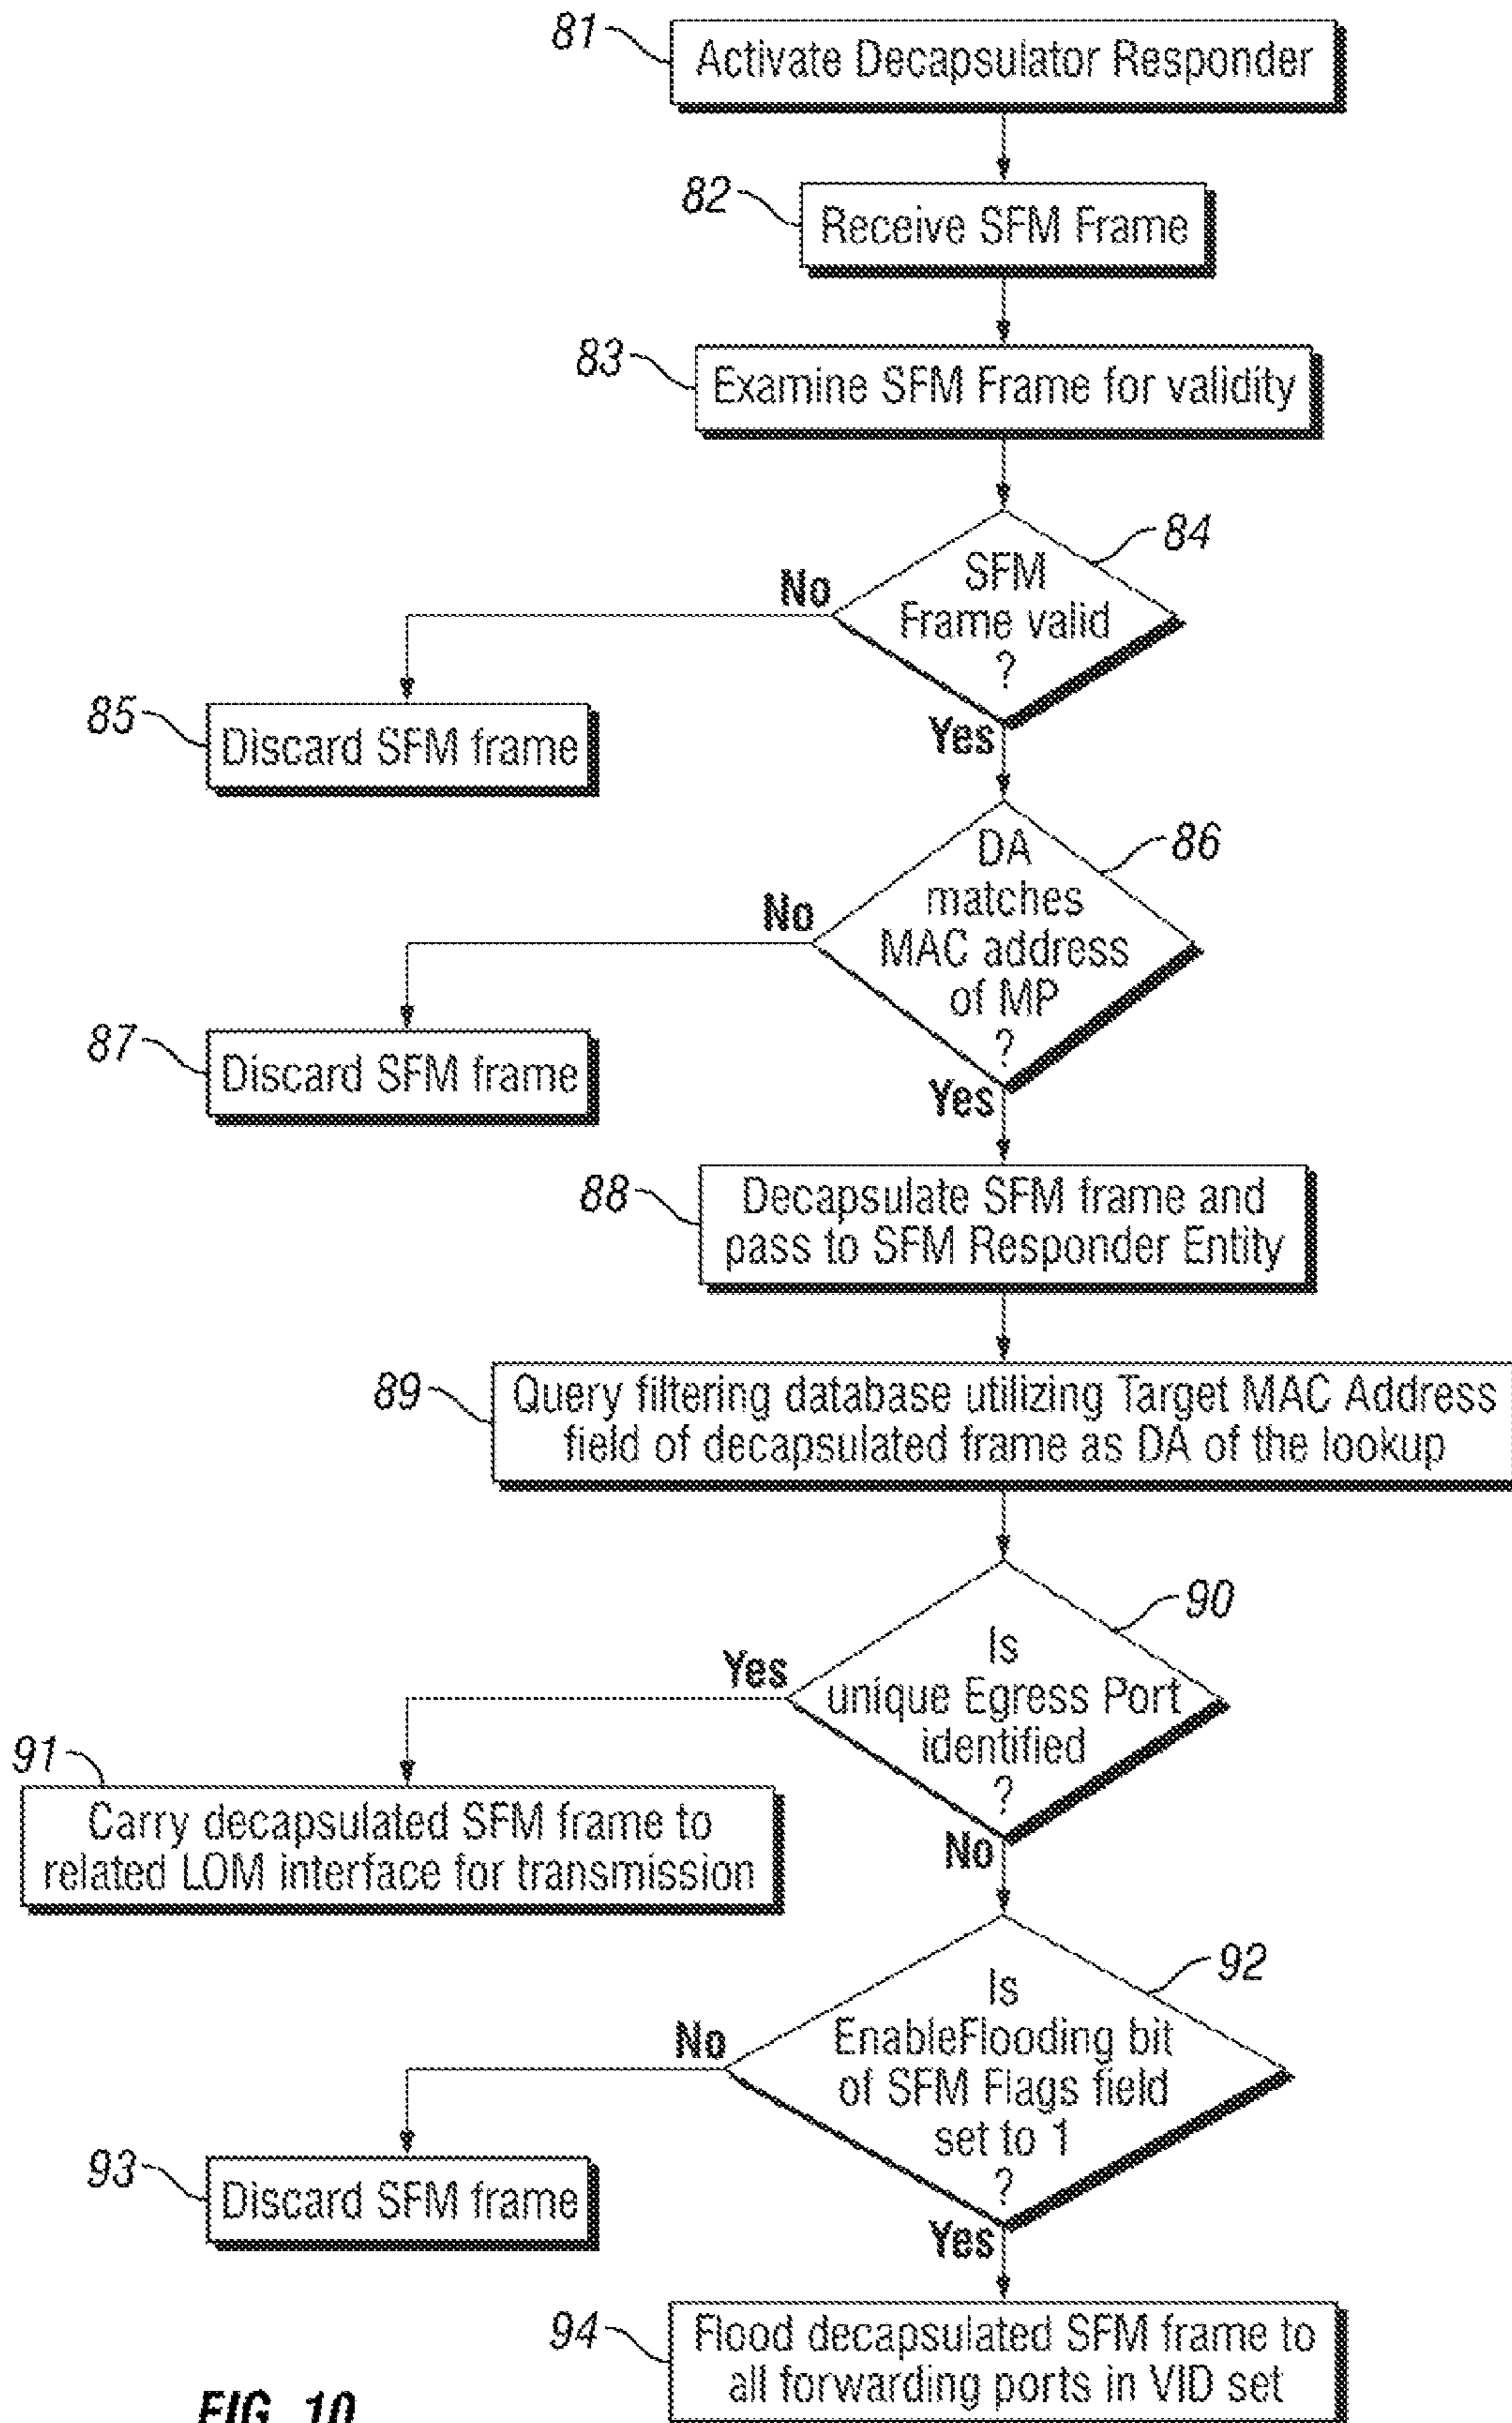 81
Activate Decapsulator Responder
82
Receive SFM Frame
83
Examine SFM Frame for validity
84
SFM
Frame valid
?
No
Yes
85
Discard SFM frame
86
DA
matches
MAC address
of MP
?
No
Yes
87
Discard SFM frame
88
Decapsulate SFM frame and
pass to SFM Responder Entity
89
Query filtering database utilizing Target MAC Address
field of decapsulated frame as DA of the lookup
90
Is
unique Egress Port
identified
?
Yes
No
91
Carry decapsulated SFM frame to
related LOM interface for transmission
92
Is
EnableFlooding bit
of SFM Flags field
set to 1
?
No
Yes
93
Discard SFM frame
94
Flood decapsulated SFM frame to
all forwarding ports in VID set
FIG. 10